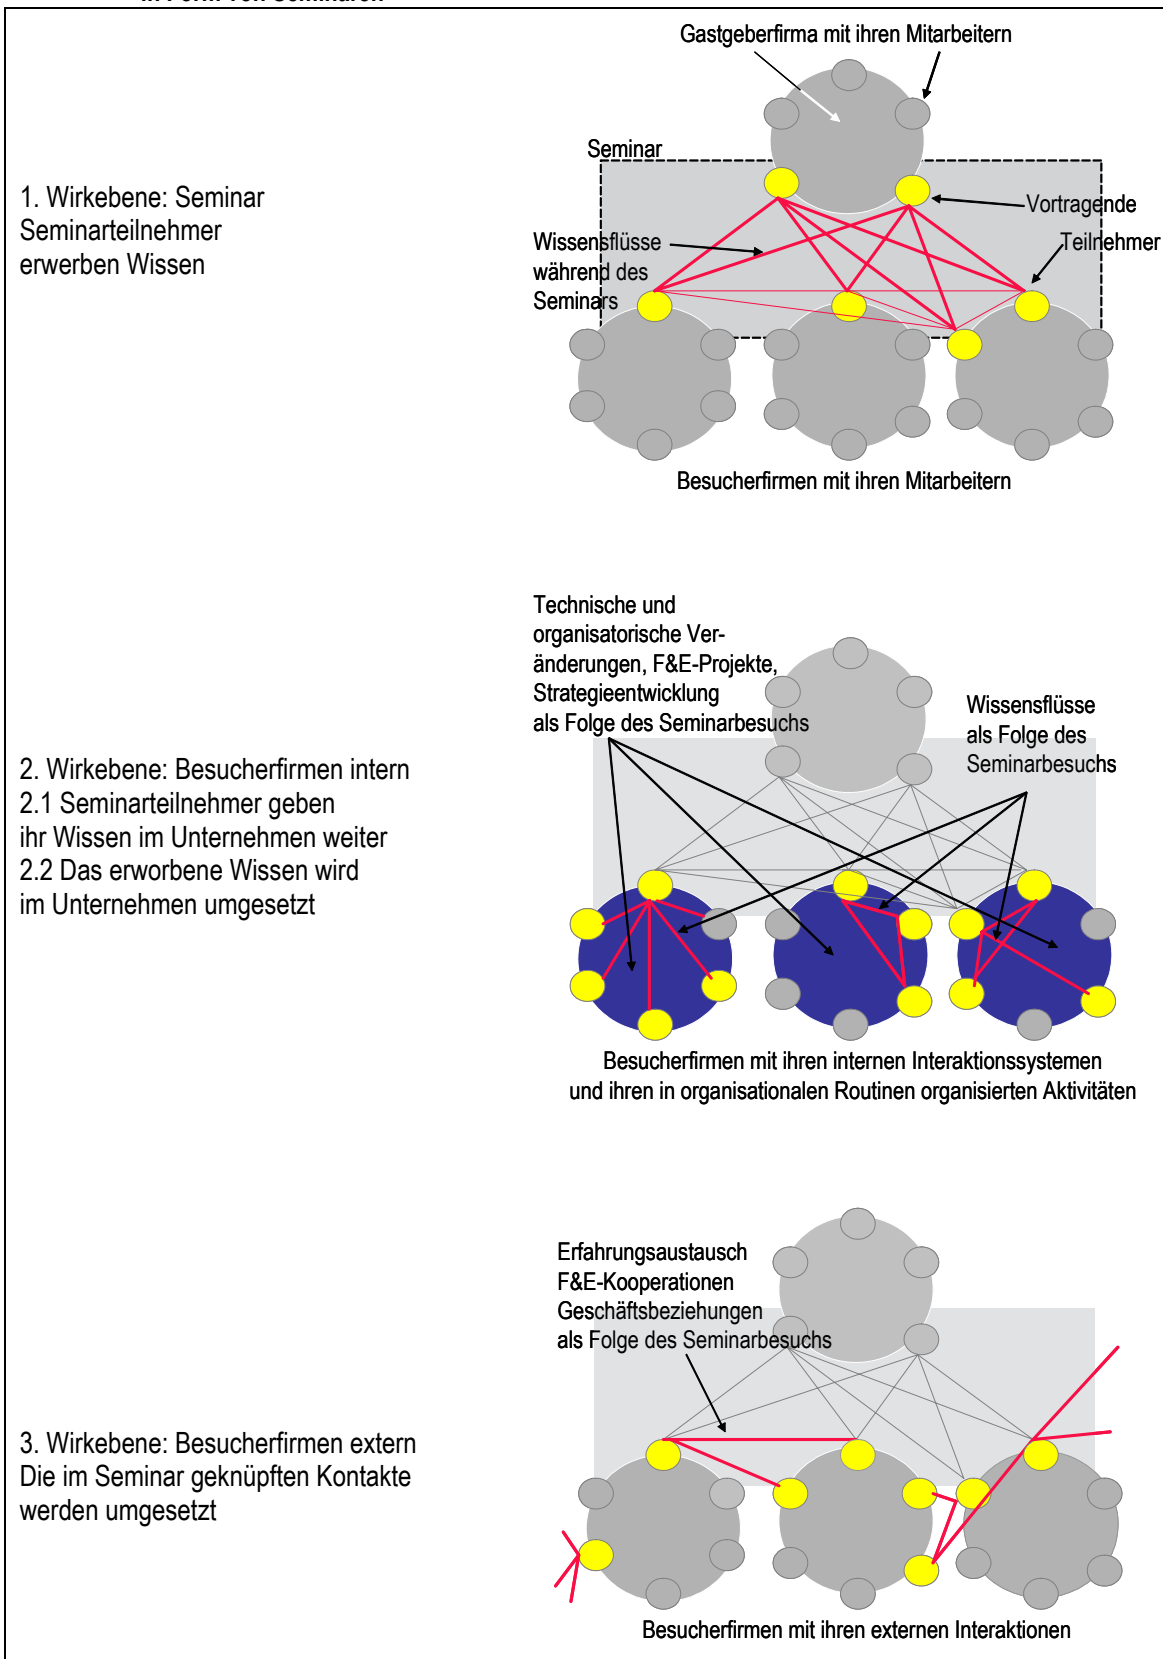 in Form von Seminaren
Gastgeberfirma mit ihren Mitarbeitern
Seminar
1. Wirkebene: Seminar
Seminarteilnehmer
erwerben Wissen
Vortragende
Wissensflüsse
während des
Seminars
Teilnehmer
Besucherfirmen mit ihren Mitarbeitern
Technische und
organisatorische Ver-
änderungen, F&E-Projekte,
Strategieentwicklung
als Folge des Seminarbesuchs
Wissensflüsse
als Folge des
Seminarbesuchs
2. Wirkebene: Besucherfirmen intern
2.1 Seminarteilnehmer geben
ihr Wissen im Unternehmen weiter
2.2 Das erworbene Wissen wird
im Unternehmen umgesetzt
Besucherfirmen mit ihren internen Interaktionssystemen
und ihren in organisationalen Routinen organisierten Aktivitäten
Erfahrungsaustausch
F&E-Kooperationen
Geschäftsbeziehungen
als Folge des Seminarbesuchs
3. Wirkebene: Besucherfirmen extern
Die im Seminar geknüpften Kontakte
werden umgesetzt
Besucherfirmen mit ihren externen Interaktionen